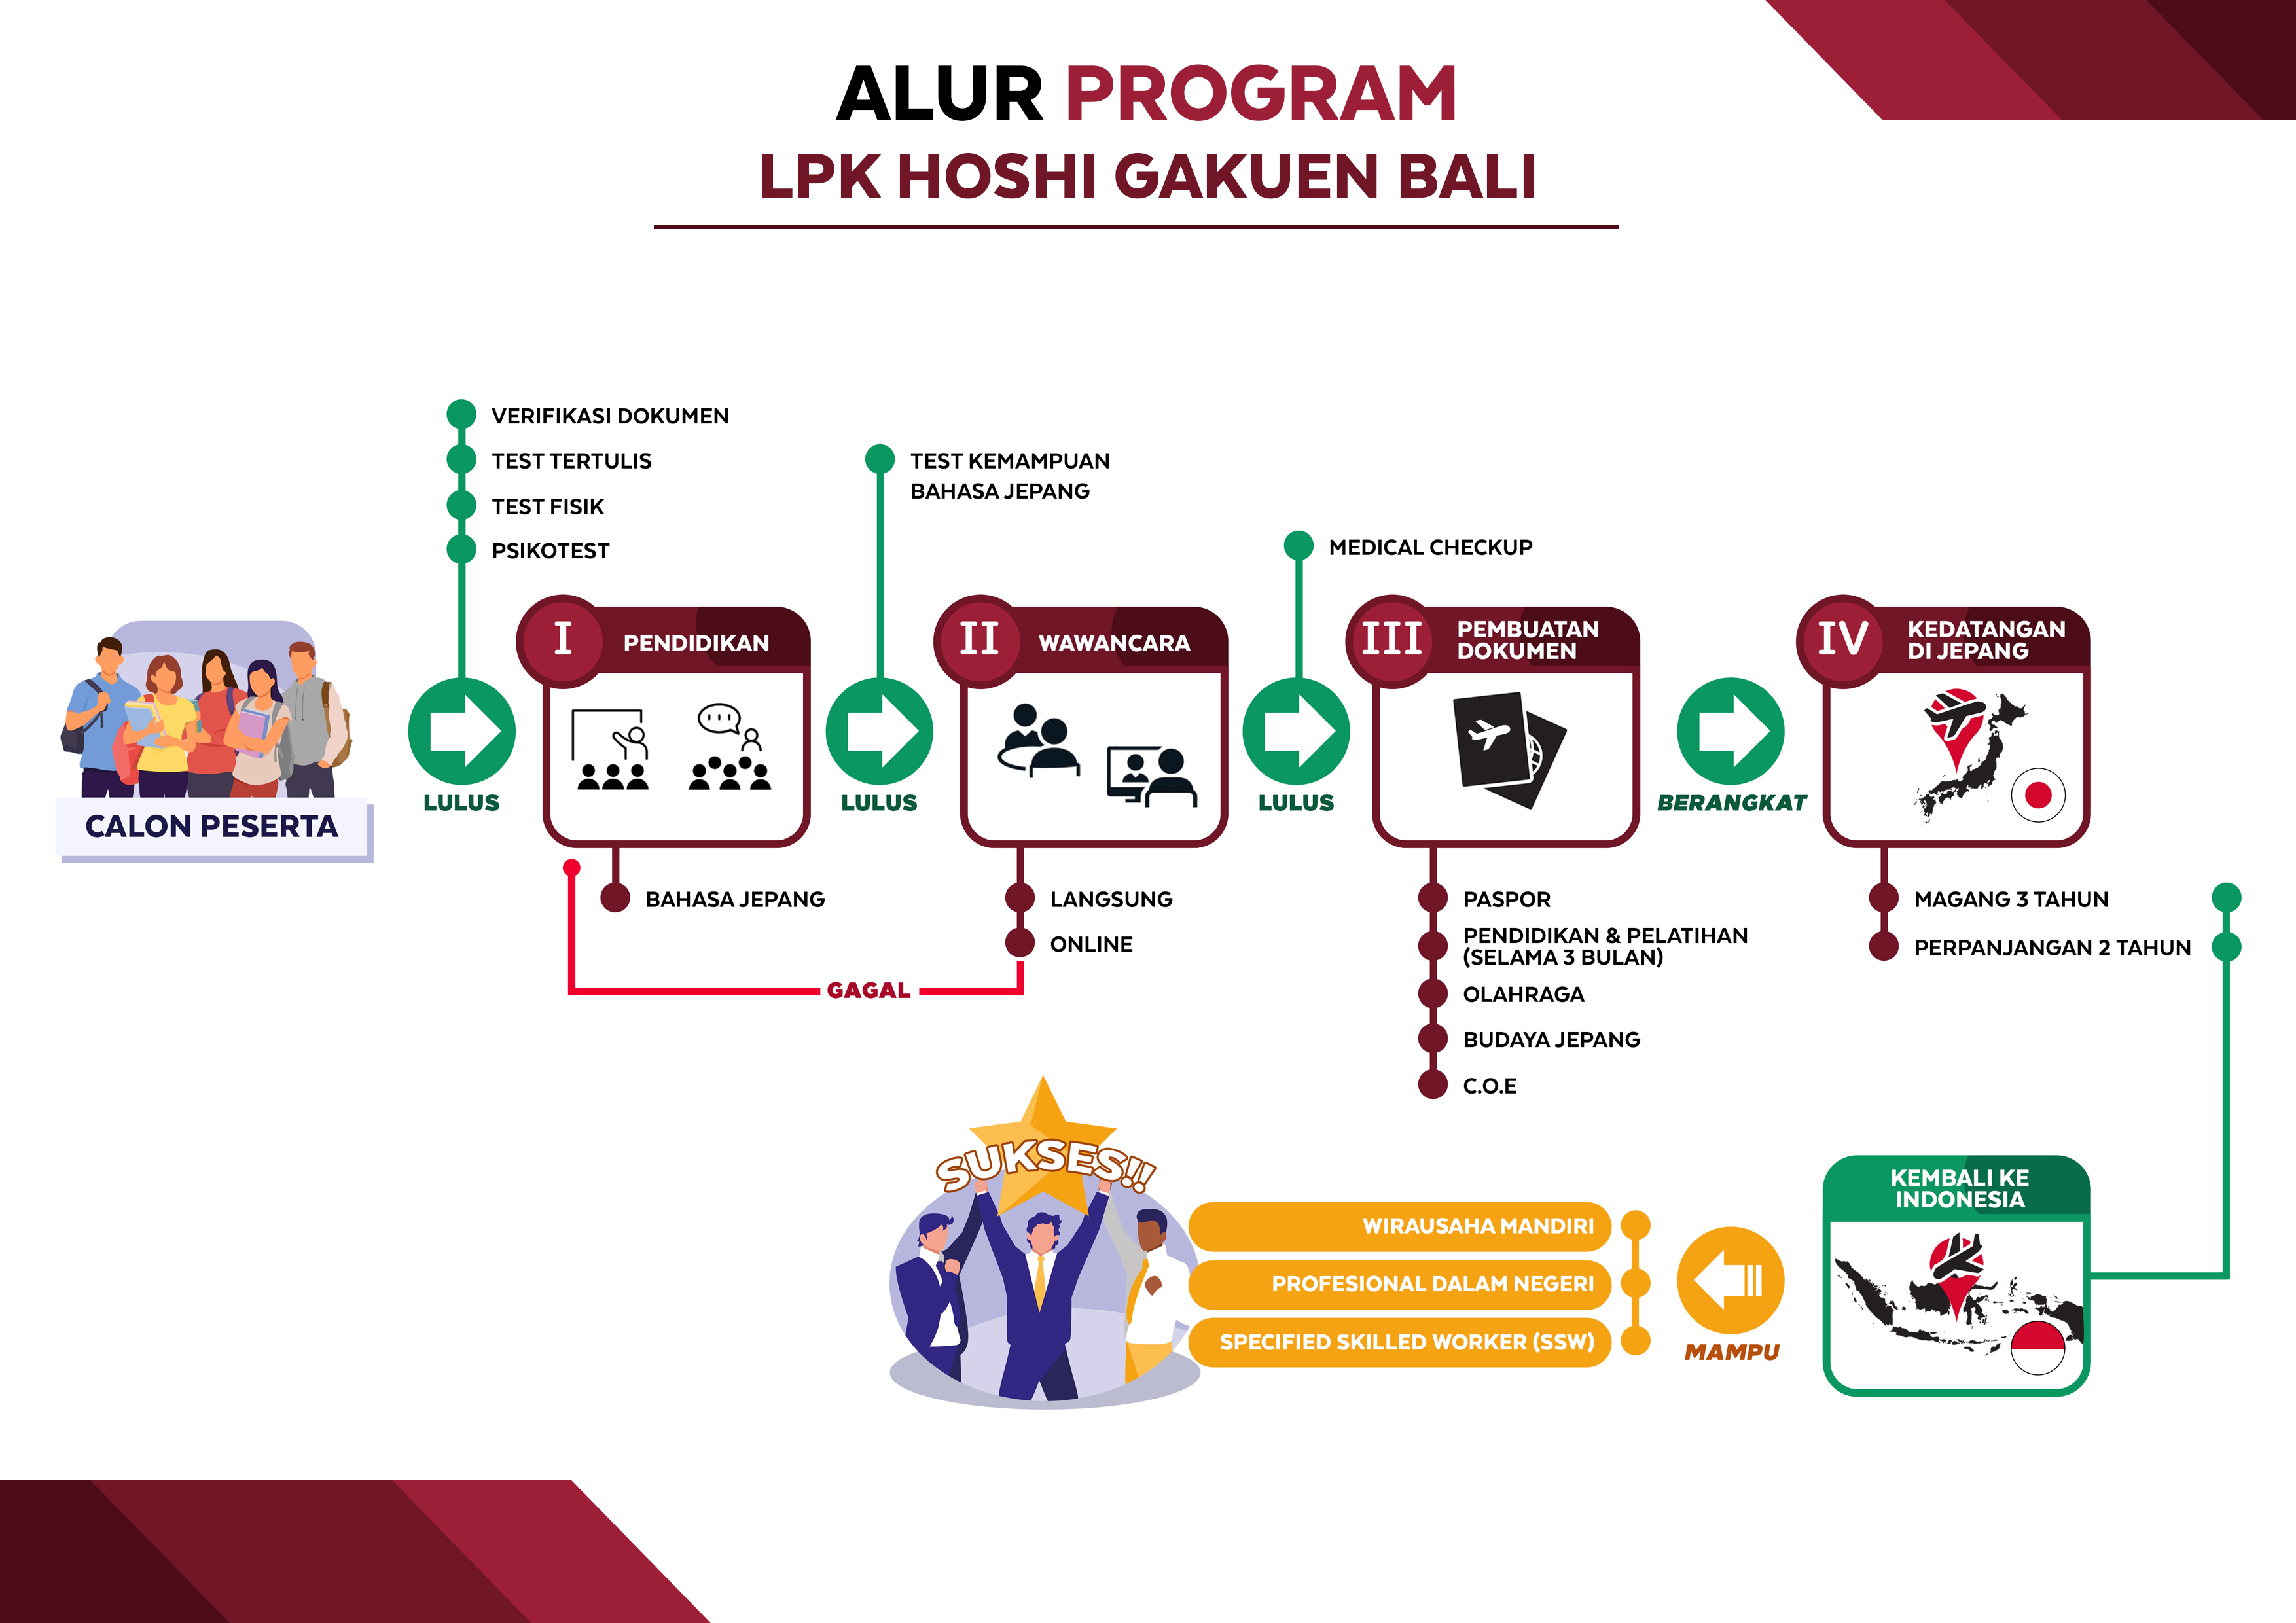 ALUR PROGRAM
LPK HOSHI GAKUEN BALI
VERIFIKASI DOKUMEN
TEST TERTULIS
TEST FISIK
PSIKOTEST
TEST KEMAMPUAN
BAHASA JEPANG
MEDICAL CHECKUP
CALON PESERTA
LULUS
I
PENDIDIKAN
BAHASA JEPANG
LULUS
II
WAWANCARA
LANGSUNG
ONLINE
GAGAL
LULUS
III
PEMBUATAN
DOKUMEN
PASPOR
PENDIDIKAN & PELATIHAN
(SELAMA 3 BULAN)
OLAHRAGA
BUDAYA JEPANG
C.O.E
BERANGKAT
IV
KEDATANGAN
DI JEPANG
MAGANG 3 TAHUN
PERPANJANGAN 2 TAHUN
KEMBALI KE
INDONESIA
MAMPU
WIRAUSAHA MANDIRI
PROFESIONAL DALAM NEGERI
SPECIFIED SKILLED WORKER (SSW)
SUKSES!!